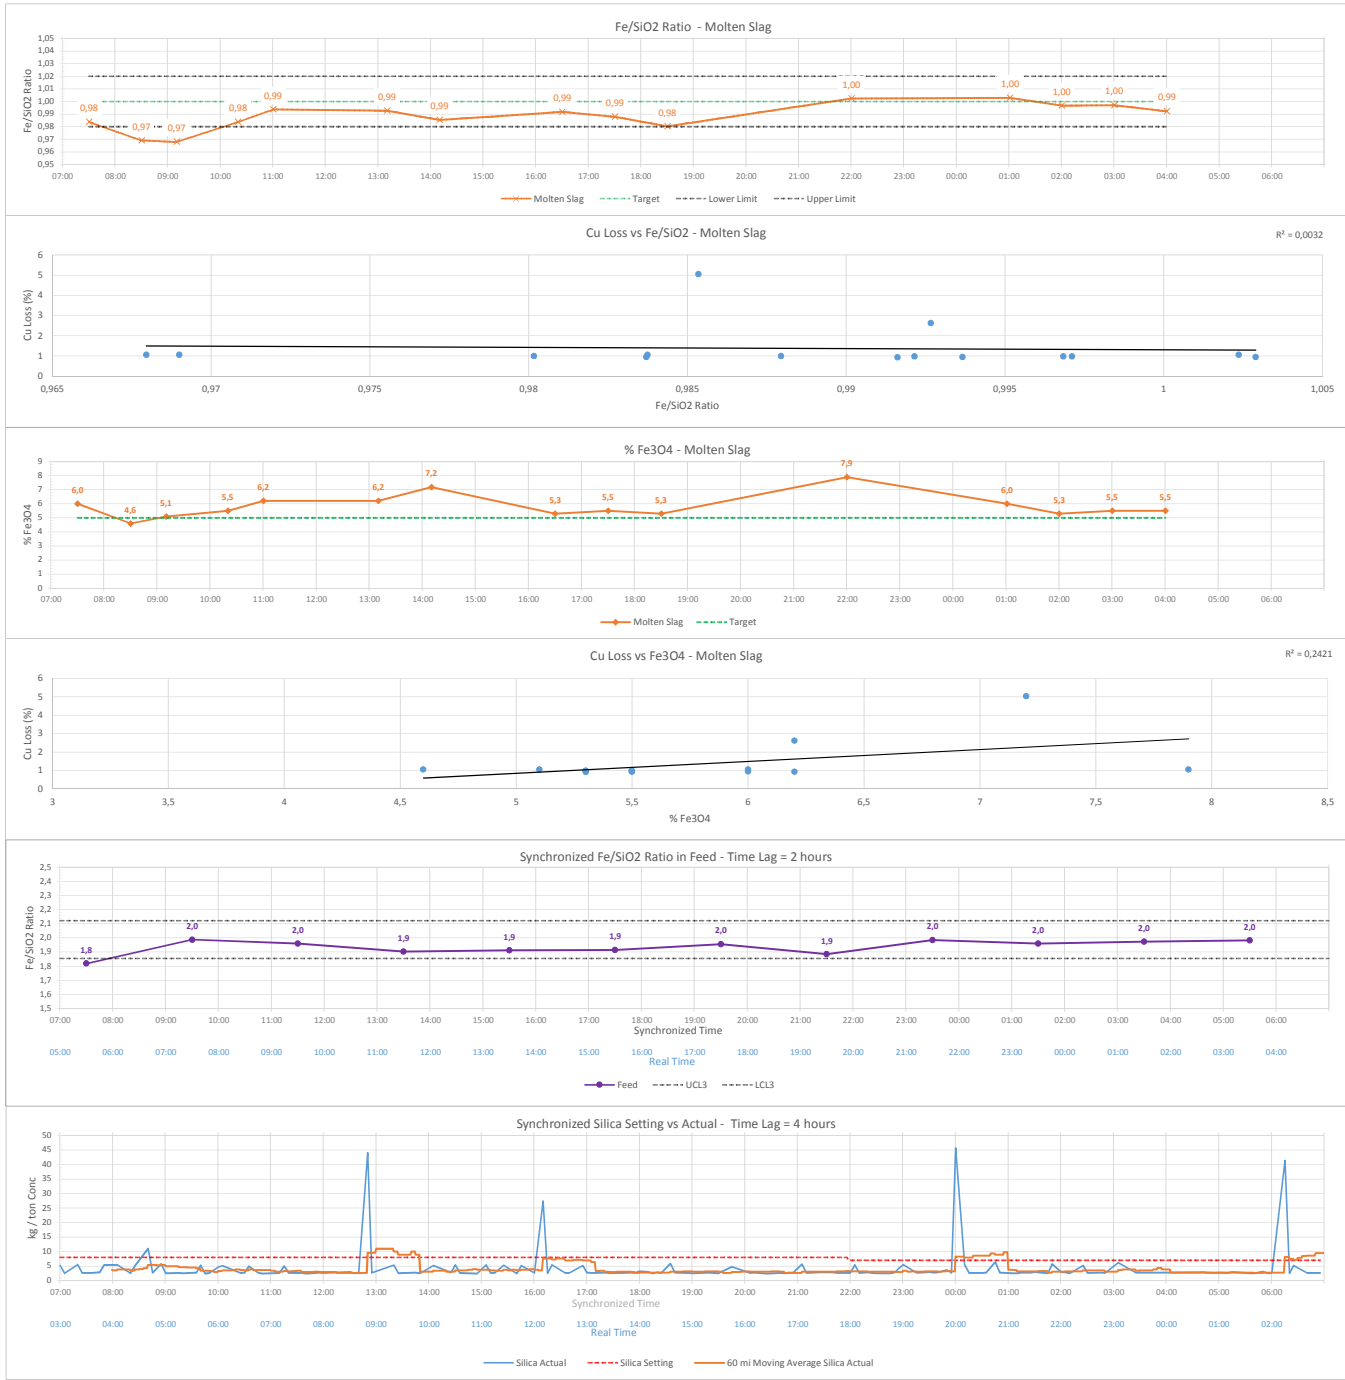 Fe/SiO2 Ratio - Molten Slag
Fe/SiO2 Ratio
1,05
1,04
1,03
1,02
1,01
1,00
0,99
0,98
0,97
0,96
0,95
0,98 0,97 0,97 0,98 0,99 0,99 0,99 0,99 0,99 0,98 1,00 1,00 1,00 1,00 0,99
07:00 08:00 09:00 10:00 11:00 12:00 13:00 14:00 15:00 16:00 17:00 18:00 19:00 20:00 21:00 22:00 23:00 00:00 01:00 02:00 03:00 04:00 05:00 06:00
Molten Slag Target Lower Limit Upper Limit
Cu Loss vs Fe/SiO2 - Molten Slag
R² = 0,0032
Cu Loss (%)
6
5
4
3
2
1
0
0,965 0,97 0,975 0,98 0,985 0,99 0,995 1 1,005
Fe/SiO2 Ratio
% Fe3O4 - Molten Slag
% Fe3O4
9
8
7
6
5
4
3
2
1
0
6,0 4,6 5,1 5,5 6,2 6,2 7,2 5,3 5,5 5,3 7,9 6,0 5,3 5,5 5,5
07:00 08:00 09:00 10:00 11:00 12:00 13:00 14:00 15:00 16:00 17:00 18:00 19:00 20:00 21:00 22:00 23:00 00:00 01:00 02:00 03:00 04:00 05:00 06:00
Molten Slag Target
Cu Loss vs Fe3O4 - Molten Slag
R² = 0,2421
Cu Loss (%)
6
5
4
3
2
1
0
3 3,5 4 4,5 5 5,5 6 6,5 7 7,5 8 8,5
% Fe3O4
Synchronized Fe/SiO2 Ratio in Feed - Time Lag = 2 hours
Fe/SiO2 Ratio
2,5
2,4
2,3
2,2
2,1
2,0
1,9
1,8
1,7
1,6
1,5
1,8 2,0 2,0 1,9 1,9 1,9 2,0 1,9 2,0 2,0 2,0 2,0
07:00 08:00 09:00 10:00 11:00 12:00 13:00 14:00 15:00 16:00 17:00 18:00 19:00 20:00 21:00 22:00 23:00 00:00 01:00 02:00 03:00 04:00 05:00 06:00
Synchronized Time
05:00 06:00 07:00 08:00 09:00 10:00 11:00 12:00 13:00 14:00 15:00 16:00 17:00 18:00 19:00 20:00 21:00 22:00 23:00 00:00 01:00 02:00 03:00 04:00
Real Time
Feed UCL3 LCL3
Synchronized Silica Setting vs Actual - Time Lag = 4 hours
kg / ton Conc
50
45
40
35
30
25
20
15
10
5
0
07:00 08:00 09:00 10:00 11:00 12:00 13:00 14:00 15:00 16:00 17:00 18:00 19:00 20:00 21:00 22:00 23:00 00:00 01:00 02:00 03:00 04:00 05:00 06:00
Synchronized Time
03:00 04:00 05:00 06:00 07:00 08:00 09:00 10:00 11:00 12:00 13:00 14:00 15:00 16:00 17:00 18:00 19:00 20:00 21:00 22:00 23:00 00:00 01:00 02:00
Real Time
Silica Actual Silica Setting 60 mi Moving Average Silica Actual